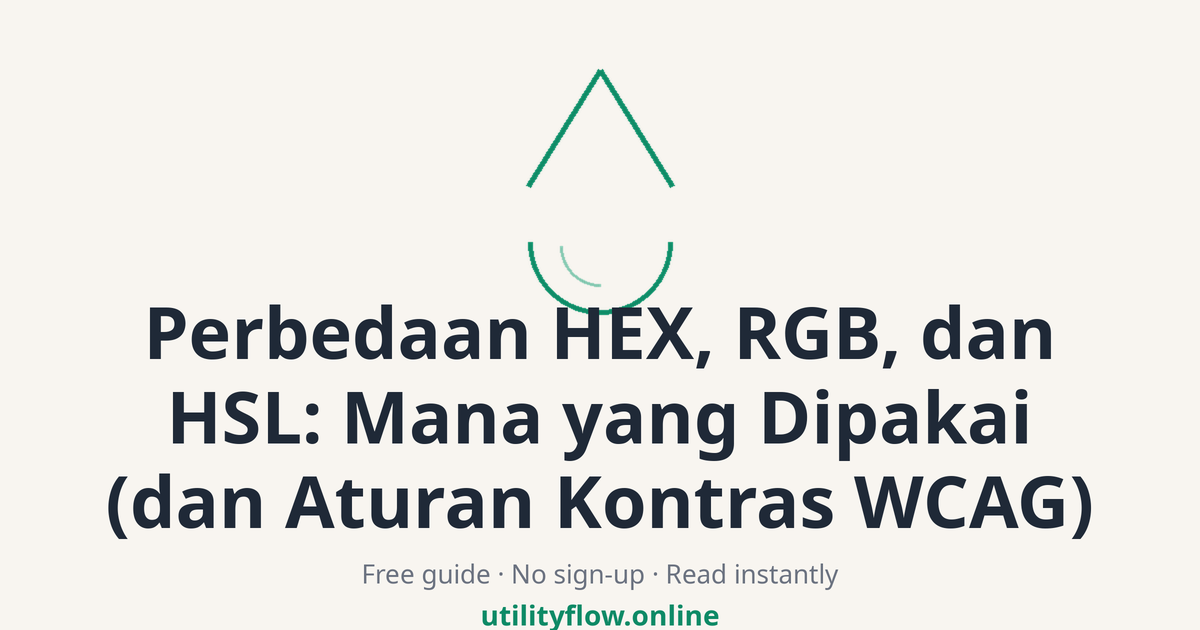 Perbedaan HEX, RGB, dan
HSL: Mana yang Dipakai
(dan Aturan Kontras WCAG)
Free guide · No sign-up · Read instantly
utilityflow.online